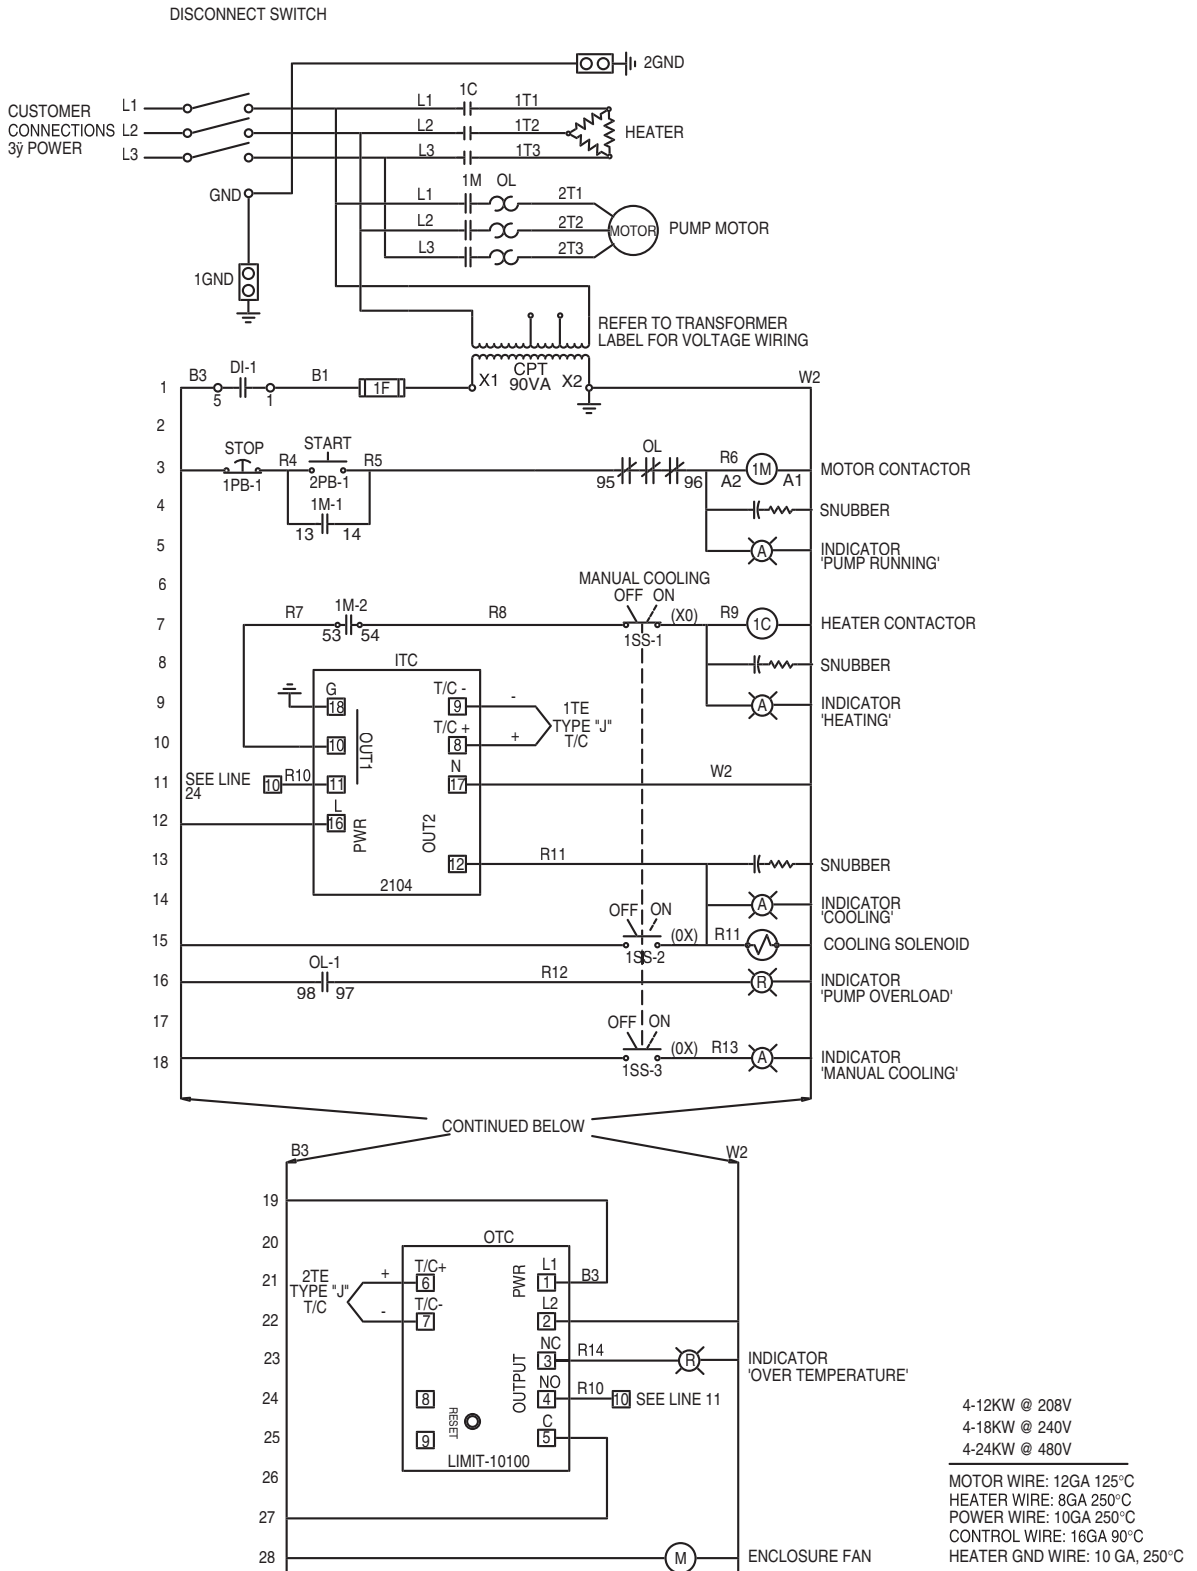 DISCONNECT SWITCH
2GND
CUSTOMER
CONNECTIONS
3ÿ POWER
L1
L2
L3
L1 1C 1T1
L2 1T2
L3 1T3
HEATER
GND
1M OL
L1 2T1
L2 2T2
L3 2T3
MOTOR
PUMP MOTOR
1GND
REFER TO TRANSFORMER
LABEL FOR VOLTAGE WIRING
1 B3 DI-1 B1 1F X1 CPT X2 W2
90VA
5 1
2
STOP START OL
3 R4 R5 R6 1M MOTOR CONTACTOR
1PB-1 2PB-1 95 96 A2 A1
4 1M-1 SNUBBER
13 14
5 A INDICATOR
'PUMP RUNNING'
6 MANUAL COOLING
OFF ON
7 R7 1M-2 R8 (X0) R9 1C HEATER CONTACTOR
53 54 1SS-1
8 ITC SNUBBER
9 G T/C - - 1TE A INDICATOR
18 9 TYPE "J" 'HEATING'
10 10 OUT1 T/C + 8 + T/C
11 SEE LINE 10 R10 11 N 17 W2
24
12 L 16 PWR OUT2
13 12 R11 SNUBBER
2104
14 OFF ON A INDICATOR
'COOLING'
15 (0X) R11 COOLING SOLENOID
1SS-2
16 OL-1 R12 R INDICATOR
98 97 'PUMP OVERLOAD'
17 OFF ON
18 (0X) R13 A INDICATOR
1SS-3 'MANUAL COOLING'
CONTINUED BELOW
B3 W2
19
20 OTC
21 2TE + T/C+ 6 PWR L1 1 B3
TYPE "J"
T/C
22 - T/C- 7 L2 2
23 OUTPUT NC 3 R14 R INDICATOR
'OVER TEMPERATURE'
24 8 RESET NO 4 R10 10 SEE LINE 11
25 9 C 5
LIMIT-10100
26
27
28 M ENCLOSURE FAN
4-12KW @ 208V
4-18KW @ 240V
4-24KW @ 480V
MOTOR WIRE: 12GA 125°C
HEATER WIRE: 8GA 250°C
POWER WIRE: 10GA 250°C
CONTROL WIRE: 16GA 90°C
HEATER GND WIRE: 10 GA, 250°C